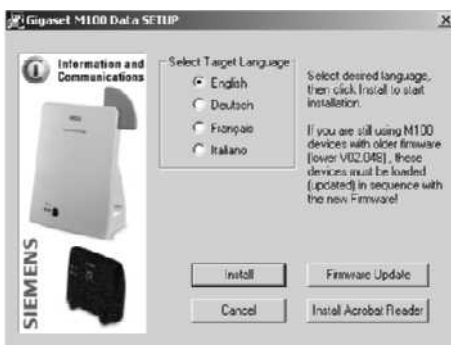 Gigaset M100 Data SETUP
Information and
Communications
SIEMENS
Select Target Language
English
Deutsch
Français
Italiano
Select desired language,
then click Install to start
installation.
If you are still using M100
devices with older firmware
(lower V02.048) , these
devices must be loaded
(updated) in sequence with
the new Firmware!
Install
Firmware Update
Cancel
Install Acrobat Reader